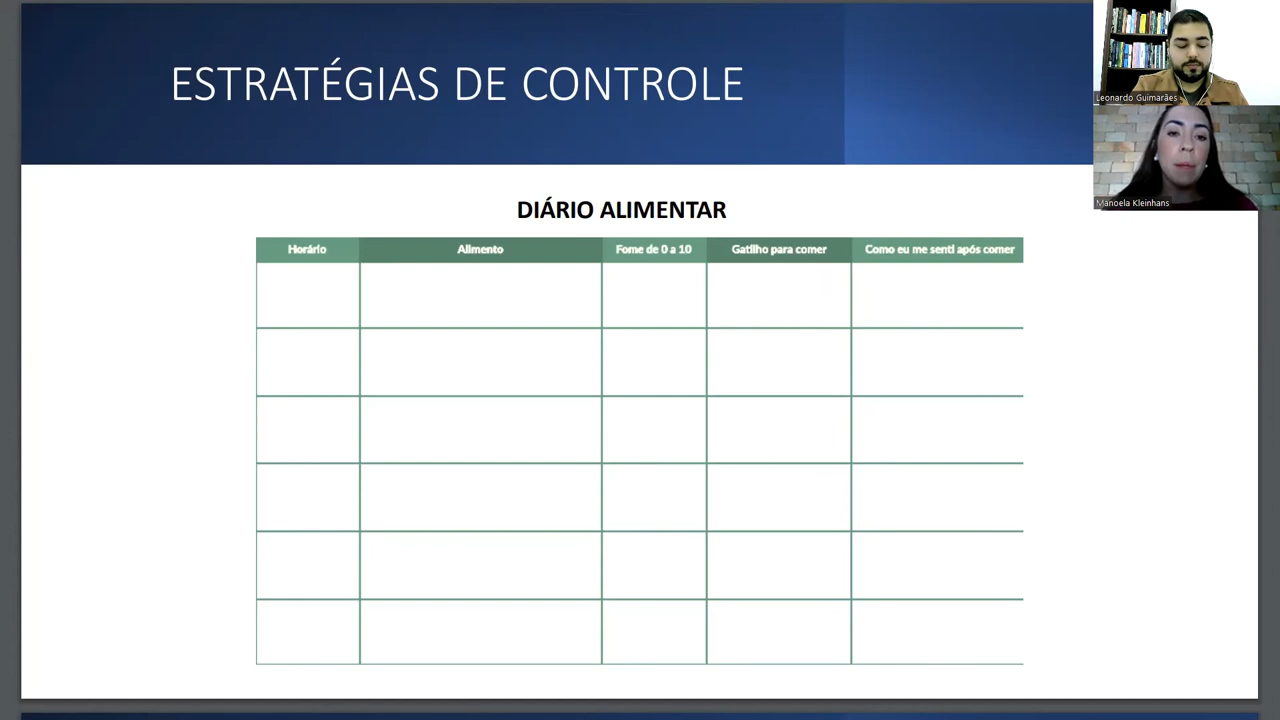 ESTRATÉGIAS DE CONTROLE
Leonardo Guimarães
Manoela Kleinhans
DIÁRIO ALIMENTAR
Horário Alimento Fome de 0 a 10 Gatilho para comer Como eu me senti após comer